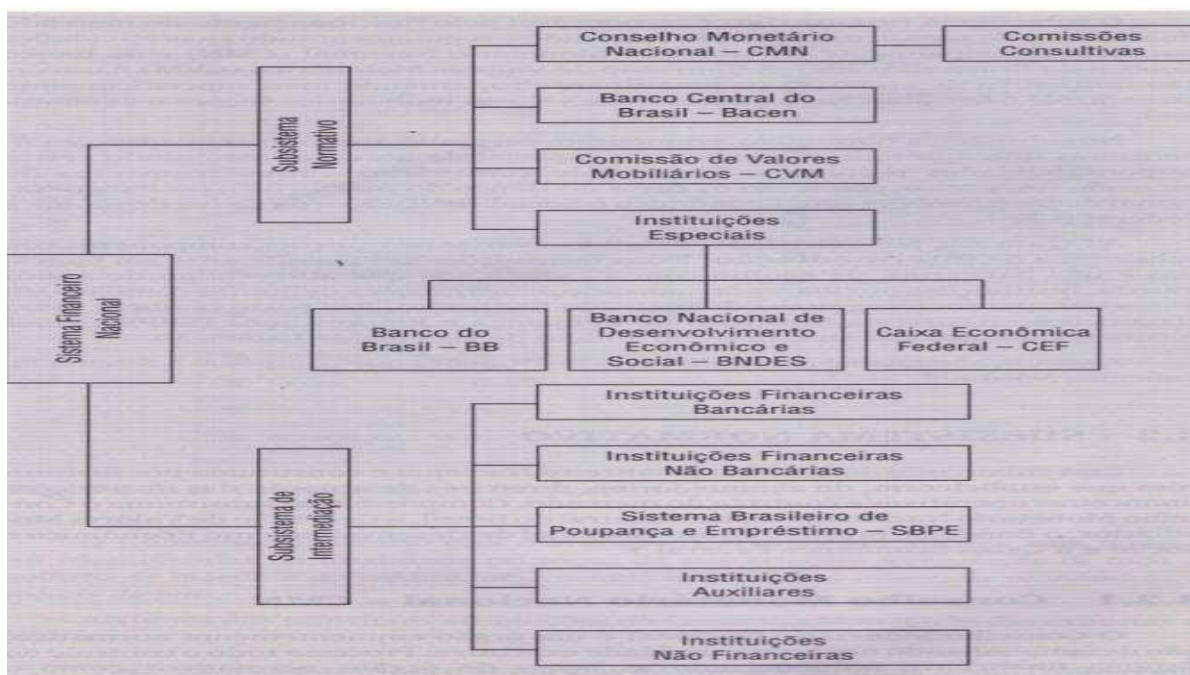 Conselho Monetário
Nacional – CMN
Comissões
Consultivas
Banco Central do
Brasil – Bacen
Subsistema
Normativo
Comissão de Valores
Mobiliários – CVM
Instituições
Especiais
Sistema Financeiro
Nacional
Banco do
Brasil – BB
Banco Nacional de
Desenvolvimento
Econômico e
Social – BNDES
Caixa Econômica
Federal – CEF
Instituições Financeiras
Bancárias
Instituições Financeiras
Não Bancárias
Subsistema de
Intermediação
Sistema Brasileiro de
Poupança e Empréstimo – SBPE
Instituições
Auxiliares
Instituições
Não Financeiras